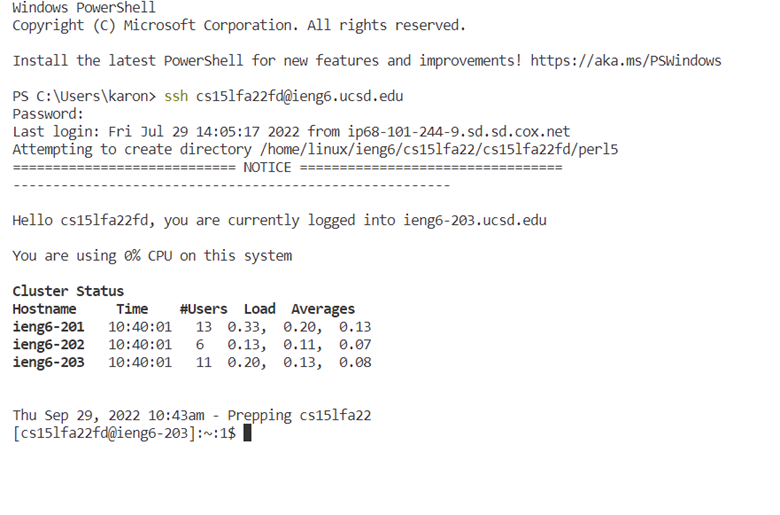 Windows PowerShell
Copyright (C) Microsoft Corporation. All rights reserved.
Install the latest PowerShell for new features and improvements! https://aka.ms/PSWindows
PS C:\Users\karon> ssh cs15lfa22fd@ieng6.ucsd.edu
Password:
Last login: Fri Jul 29 14:05:17 2022 from ip68-101-244-9.sd.sd.cox.net
Attempting to create directory /home/linux/ieng6/cs15lfa22/cs15lfa22fd/perl5
============================ NOTICE =================================
-------------------------------------------------------
Hello cs15lfa22fd, you are currently logged into ieng6-203.ucsd.edu
You are using 0% CPU on this system
Cluster Status
Hostname     Time    #Users  Load  Averages
ieng6-201   10:40:01   13  0.33,  0.20,  0.13
ieng6-202   10:40:01   6   0.13,  0.11,  0.07
ieng6-203   10:40:01   11  0.20,  0.13,  0.08
Thu Sep 29, 2022 10:43am - Prepping cs15lfa22
[cs15lfa22fd@ieng6-203]:~:1$